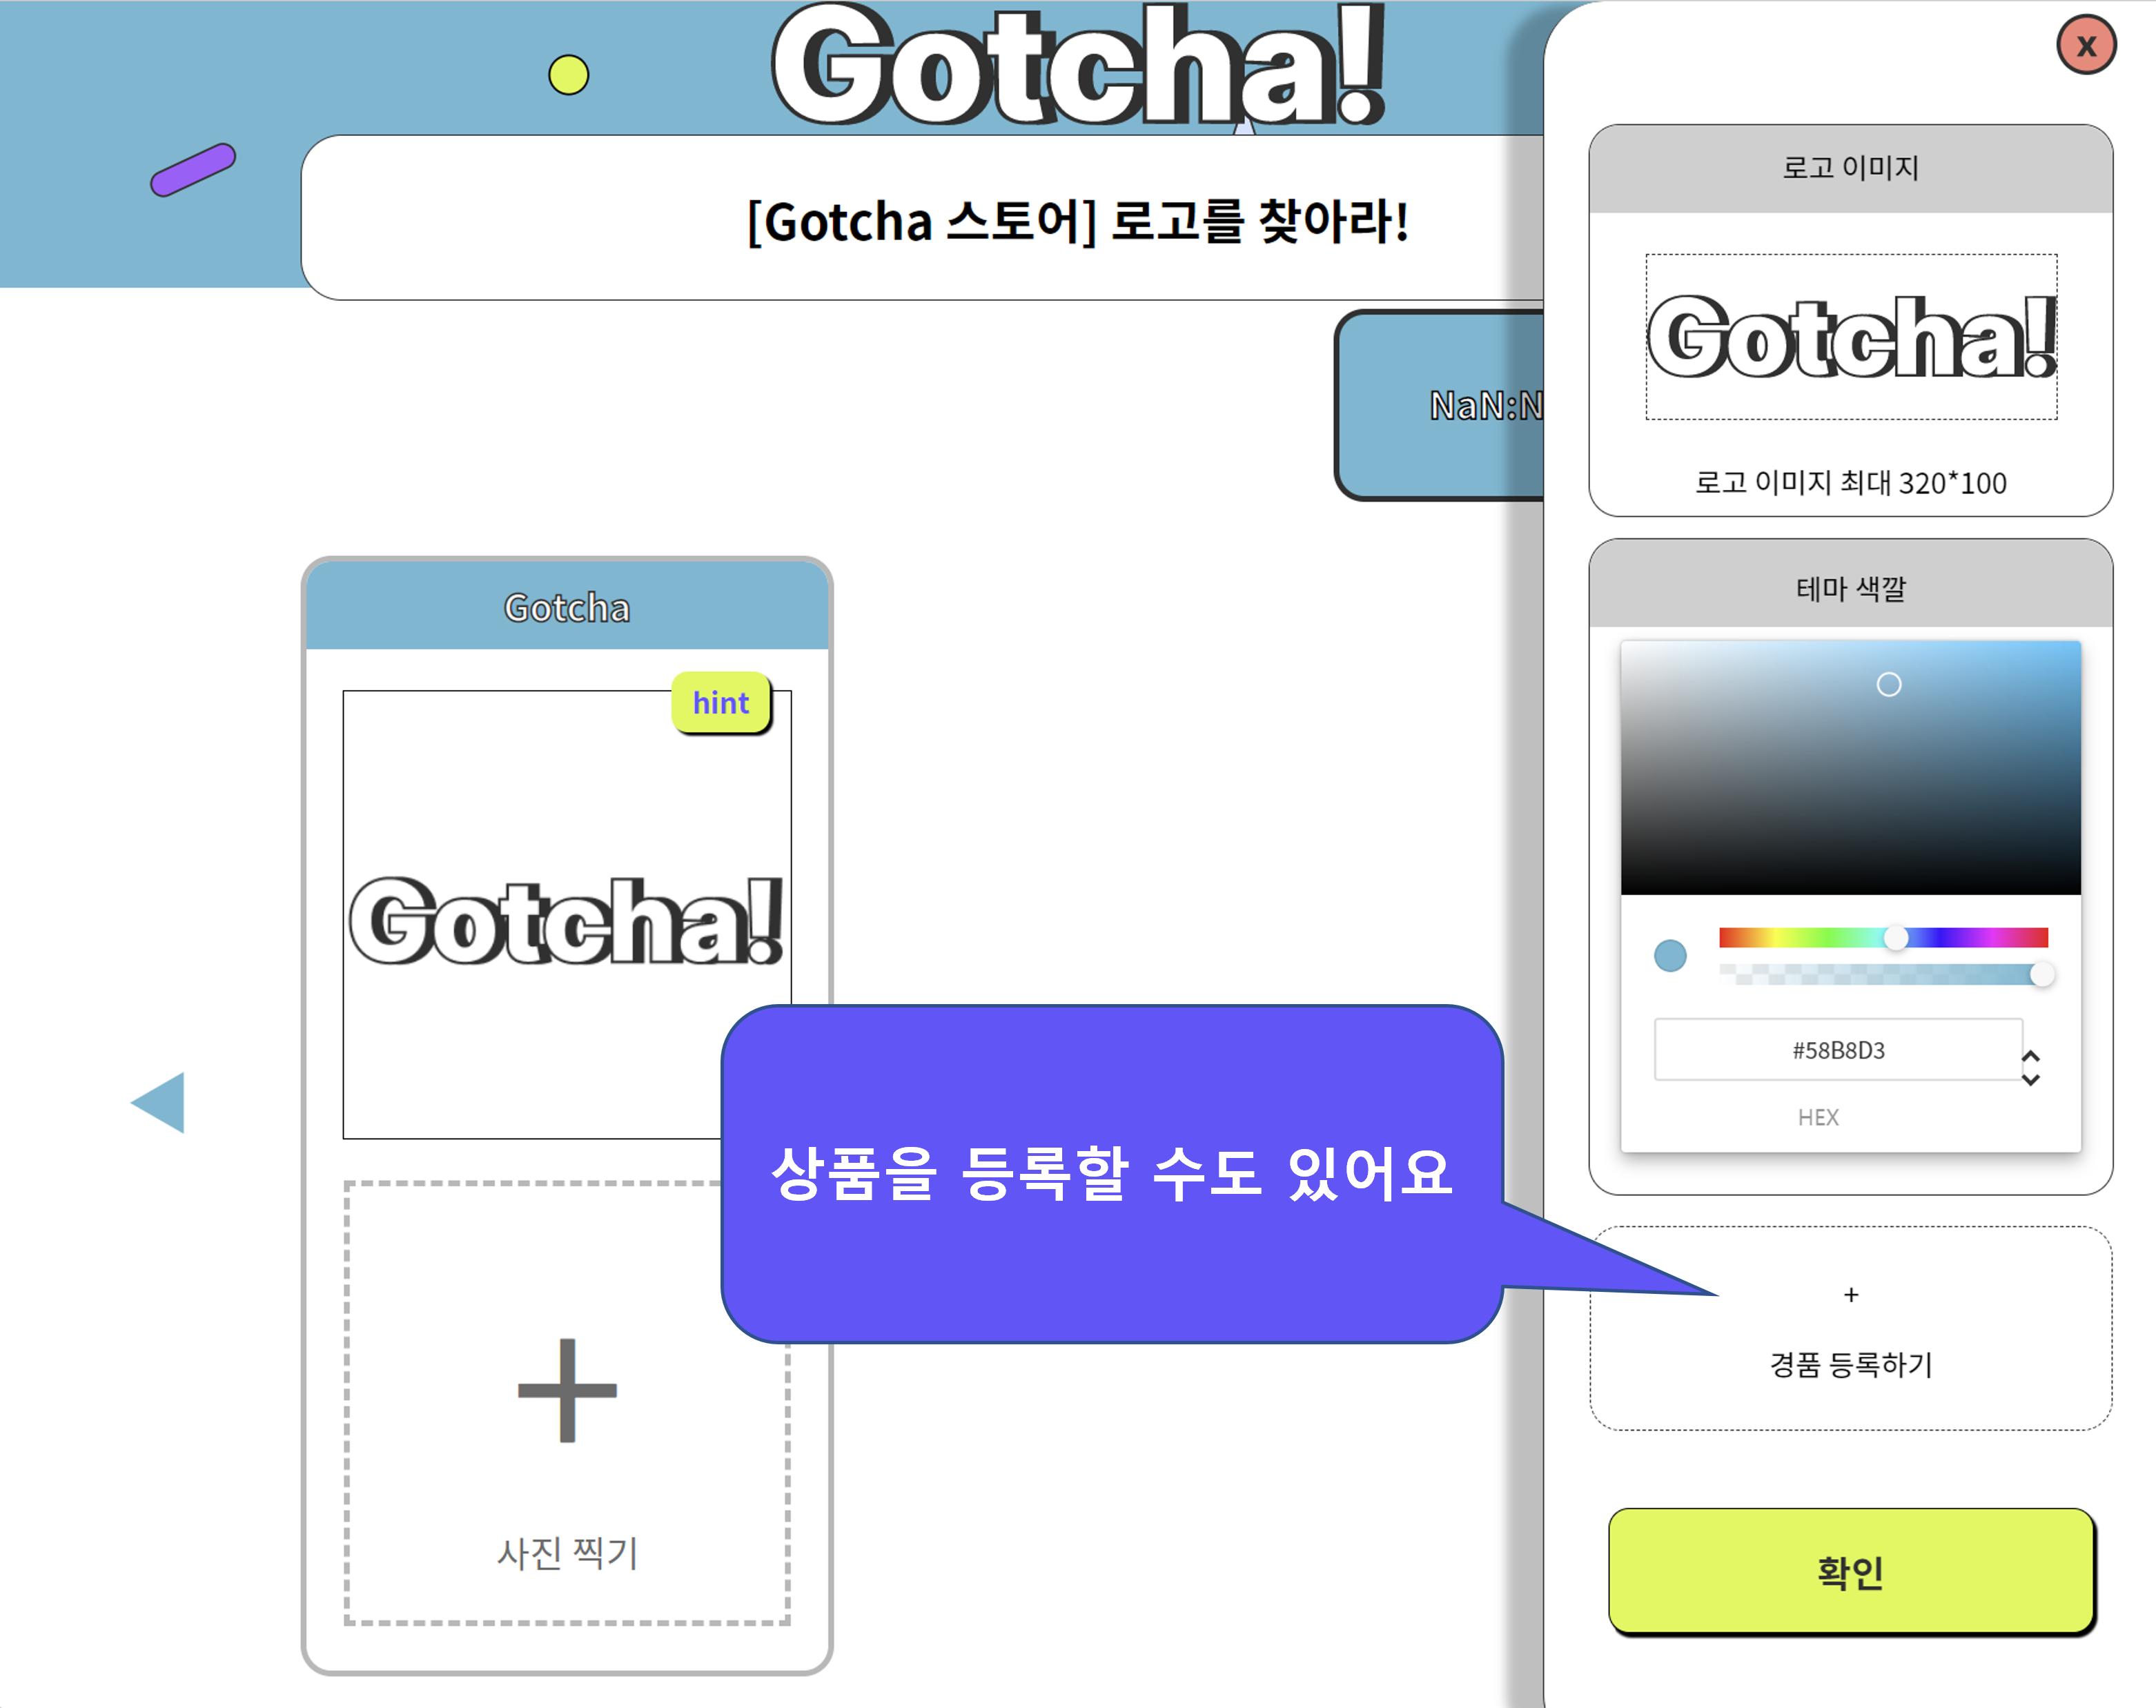 Gotcha!
[Gotcha 스토어] 로고를 찾아라!
NaN:N
Gotcha
hint
Gotcha!
+
사진 찍기
상품을 등록할 수도 있어요
x
로고 이미지
Gotcha!
로고 이미지 최대 320*100
테마 색깔
#58B8D3
HEX
+
경품 등록하기
확인